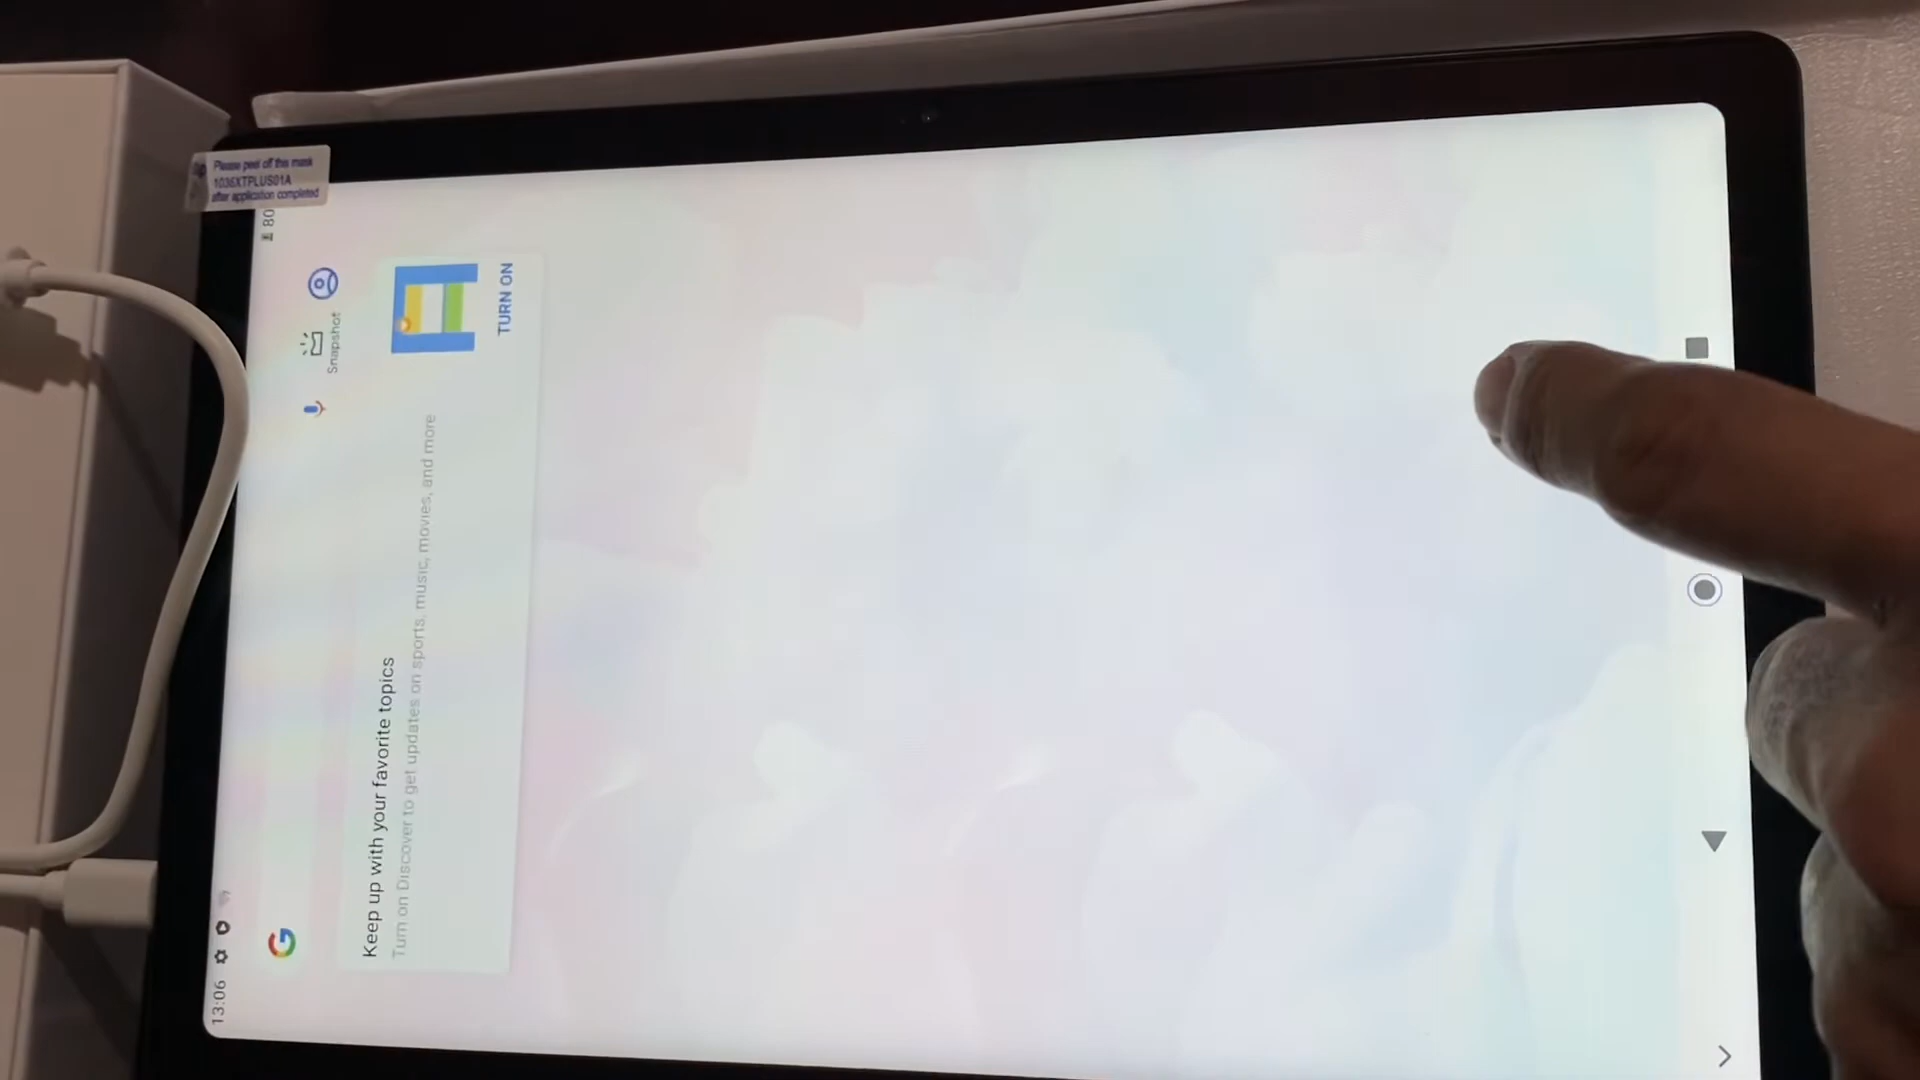 Please peel off this mask
1036XTPLUS01A
after application completed
13:06
80
G
Snapshot
Keep up with your favorite topics
Turn on Discover to get updates on sports, music, movies, and more
TURN ON